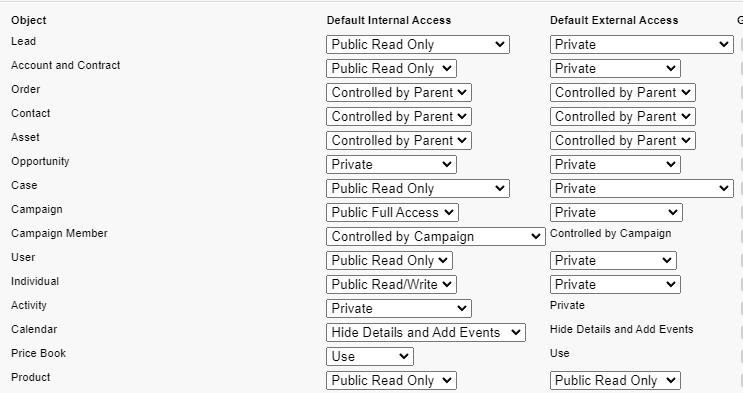 Object Default Internal Access Default External Access G
Lead Public Read Only Private
Account and Contract Public Read Only Private
Order Controlled by Parent Controlled by Parent
Contact Controlled by Parent Controlled by Parent
Asset Controlled by Parent Controlled by Parent
Opportunity Private Private
Case Public Read Only Private
Campaign Public Full Access Private
Campaign Member Controlled by Campaign Controlled by Campaign
User Public Read Only Private
Individual Public Read/Write Private
Activity Private Private
Calendar Hide Details and Add Events Hide Details and Add Events
Price Book Use Use
Product Public Read Only Public Read Only